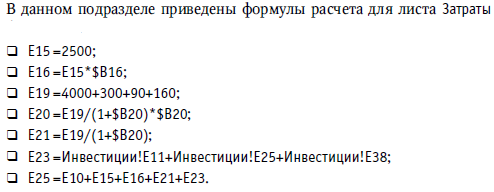 В данном подразделе приведены формулы расчета для листа Затраты
❑ E15 =2500;
❑ E16 =E15*$B16;
❑ E19 =4000+300+90+160;
❑ E20 =E19/(1+$B20)*$B20;
❑ E21 =E19/(1+$B20);
❑ E23 =Инвестиции!E11+Инвестиции!E25+Инвестиции!E38;
❑ E25 =E10+E15+E16+E21+E23.